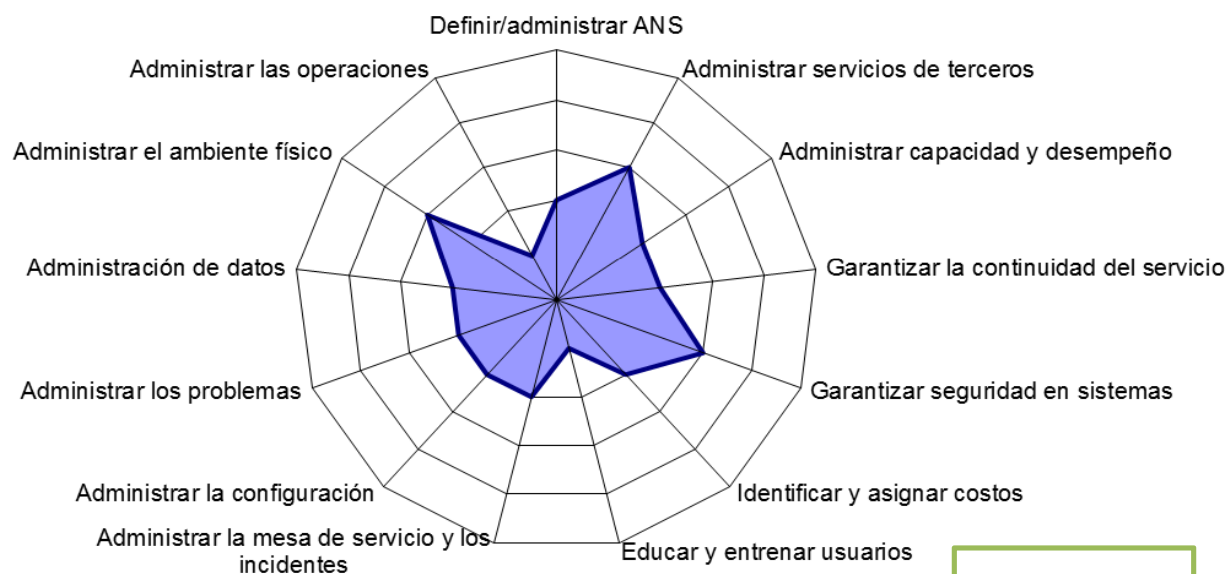 Definir/administrar ANS
Administrar las operaciones
Administrar servicios de terceros
Administrar el ambiente físico
Administrar capacidad y desempeño
Administración de datos
Garantizar la continuidad del servicio
Administrar los problemas
Garantizar seguridad en sistemas
Administrar la configuración
Identificar y asignar costos
Administrar la mesa de servicio y los
incidentes
Educar y entrenar usuarios